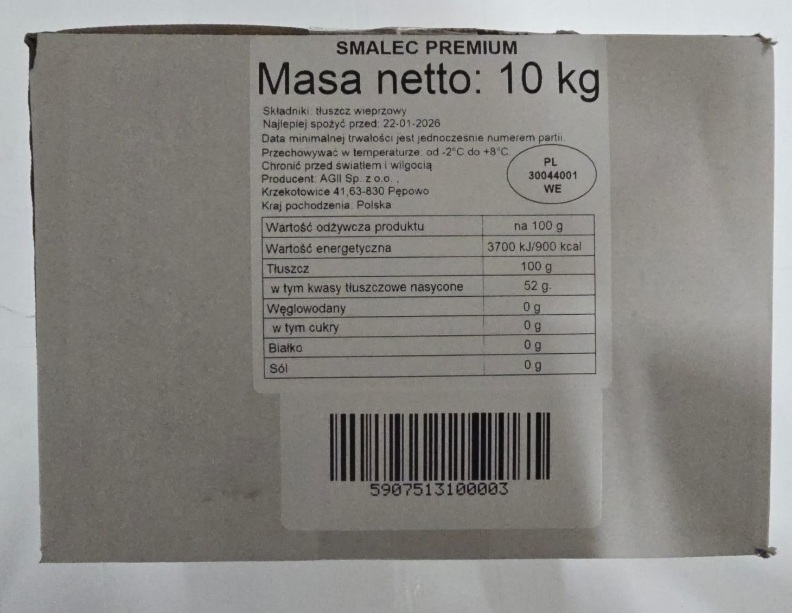 SMALEC PREMIUM
Masa netto: 10 kg
Składniki: tłuszcz wieprzowy
Najlepiej spożyć przed: 22-01-2026
Data minimalnej trwałości jest jednocześnie numerem partii.
Przechowywać w temperaturze: od -2°C do +8°C
Chronić przed światłem i wilgocią
Producent: AGII Sp. z o.o. ,
Krzekotowice 41,63-830 Pępowo
Kraj pochodzenia: Polska
PL
30044001
WE
Wartość odżywcza produktu na 100 g
Wartość energetyczna 3700 kJ/900 kcal
Tłuszcz 100 g
w tym kwasy tłuszczowe nasycone 52 g.
Węglowodany 0 g
w tym cukry 0 g
Białko 0 g
Sól 0 g
5907513100003